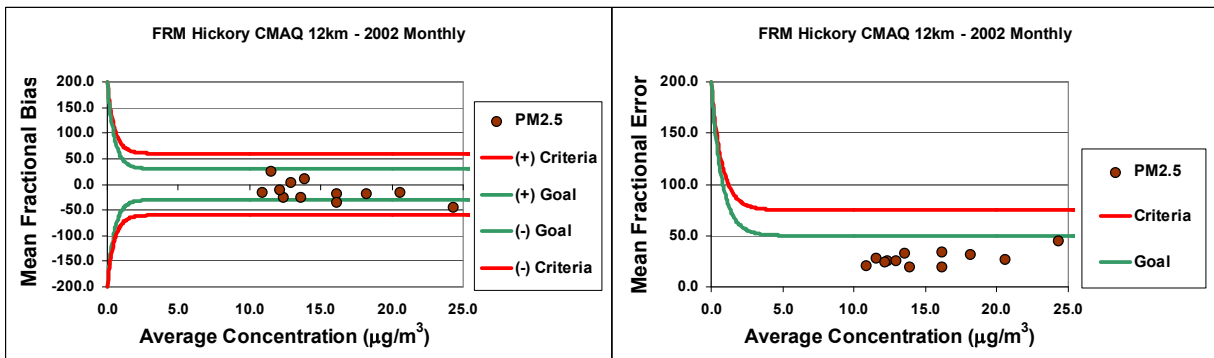 FRM Hickory CMAQ 12km - 2002 Monthly
Mean Fractional Bias
200.0
150.0
100.0
50.0
0.0
-50.0
-100.0
-150.0
-200.0
0.0 5.0 10.0 15.0 20.0 25.0
Average Concentration (µg/m³)
PM2.5
(+) Criteria
(+) Goal
(-) Goal
(-) Criteria
FRM Hickory CMAQ 12km - 2002 Monthly
Mean Fractional Error
200.0
150.0
100.0
50.0
0.0
0.0 5.0 10.0 15.0 20.0 25.0
Average Concentration (µg/m³)
PM2.5
Criteria
Goal